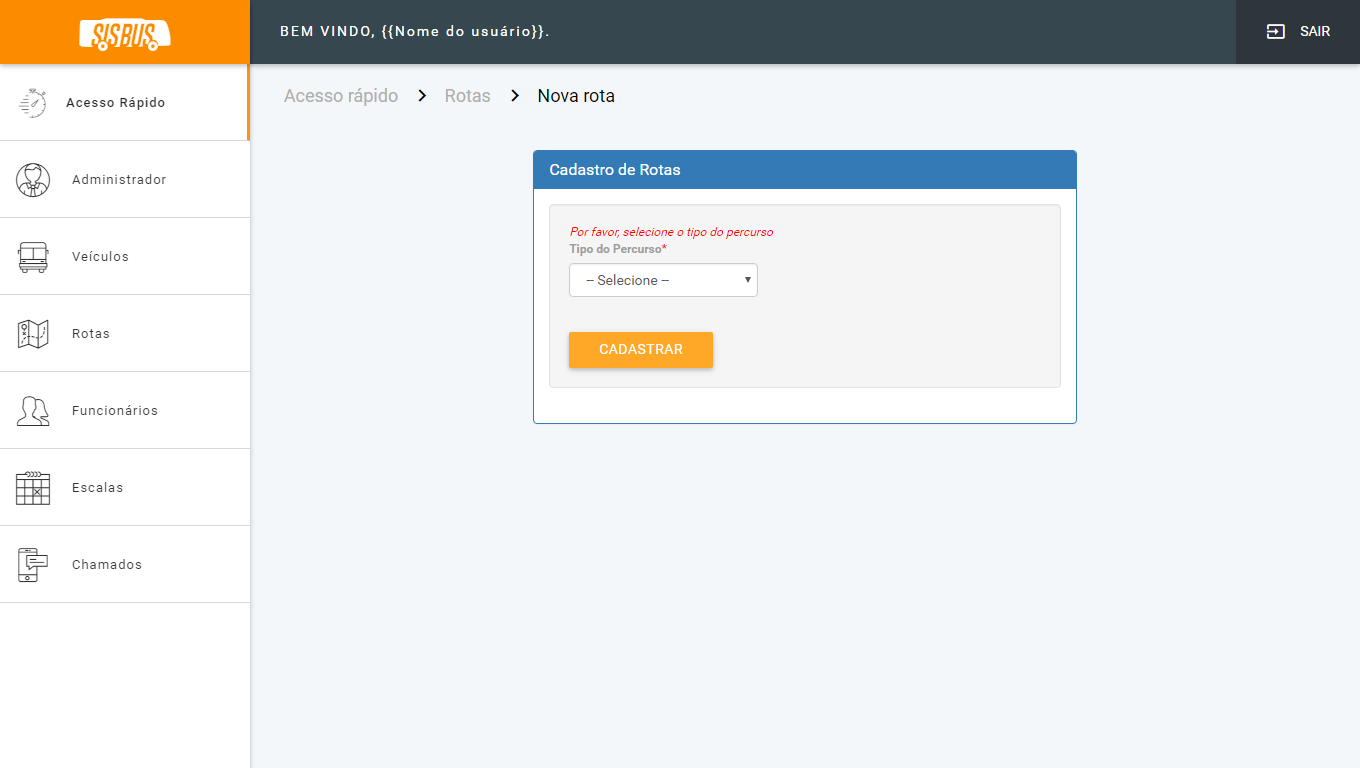 SISBUS
BEM VINDO, {{Nome do usuário}}.
SAIR
Acesso rápido > Rotas > Nova rota
Acesso Rápido
Administrador
Veículos
Rotas
Funcionários
Escalas
Chamados
Cadastro de Rotas
Por favor, selecione o tipo do percurso
Tipo do Percurso*
-- Selecione --
CADASTRAR